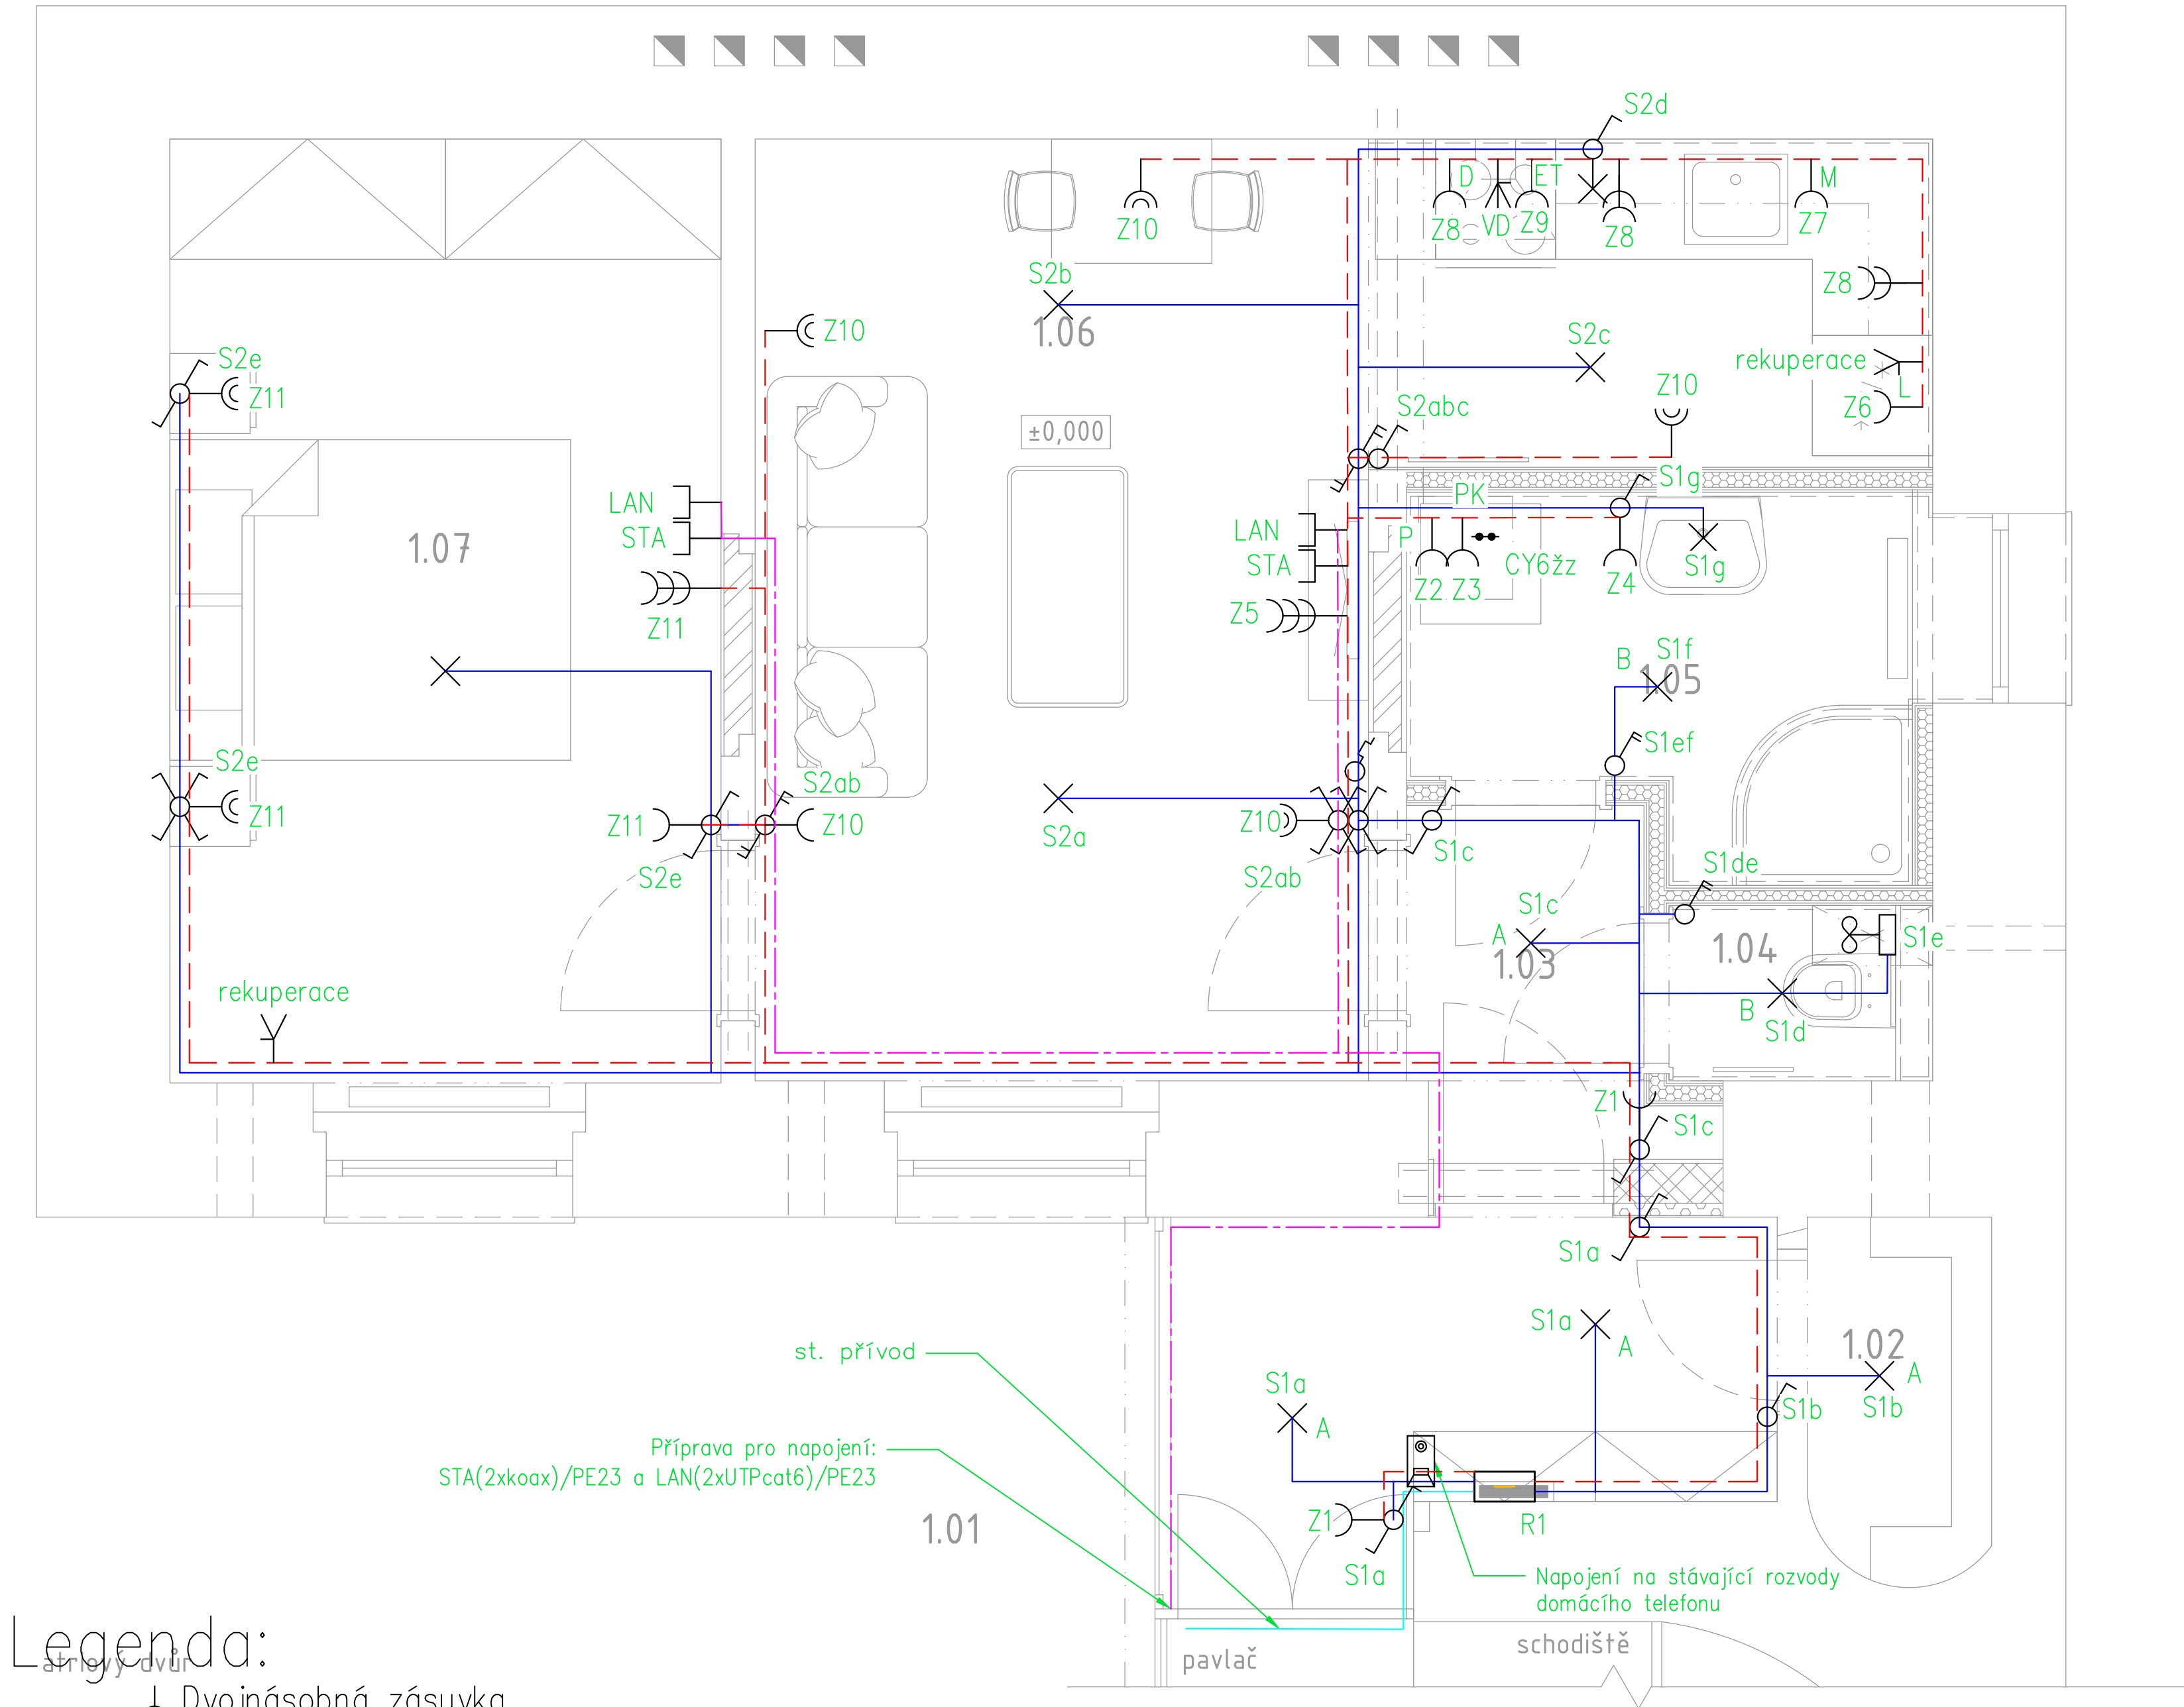 S2d
D
ET
M
Z10
Z8
VD
Z9
Z8
Z7
S2b
Z8
1.06
Z10
S2c
S2e
rekuperace
Z10
L
Z11
Z6
S2abc
±0,000
S1g
LAN
PK
1.07
STA
LAN
P
STA
CY6žz
S1g
Z2
Z3
Z4
Z11
Z5
S1f
B
1.05
S2e
S1ef
S2ab
Z11
Z11
Z10
Z10
S2a
S1c
S2e
S2ab
S1de
S1c
A
1.03
1.04
S1e
rekuperace
B
S1d
Z1
S1c
S1a
S1a
A
1.02
st. přívod
S1a
A
S1b
S1b
A
Příprava pro napojení:
STA(2xkoax)/PE23 a LAN(2xUTPcat6)/PE23
1.01
Z1
R1
S1a
Napojení na stávající rozvody
domácího telefonu
Legenda:
atriový dvůr
pavlač
schodiště
Dvojnásobná zásuvka